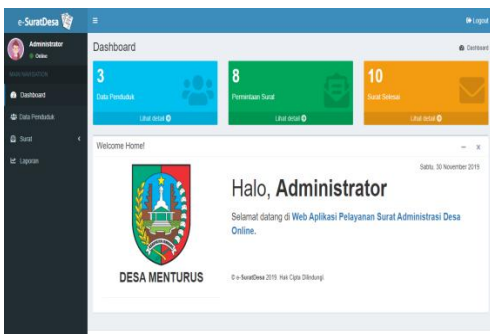 e-SuratDesa
Logout
Administrator
Online
Dashboard
Dashboard
MAIN NAVIGATION
Dashboard
Data Penduduk
Surat
Laporan
3
Data Penduduk
Lihat detail
8
Permintaan Surat
Lihat detail
10
Surat Selesai
Lihat detail
Welcome Home!
Sabtu, 30 November 2019
Halo, Administrator
Selamat datang di Web Aplikasi Pelayanan Surat Administrasi Desa
Online.
DESA MENTURUS
© e-SuratDesa 2019. Hak Cipta Dilindungi.